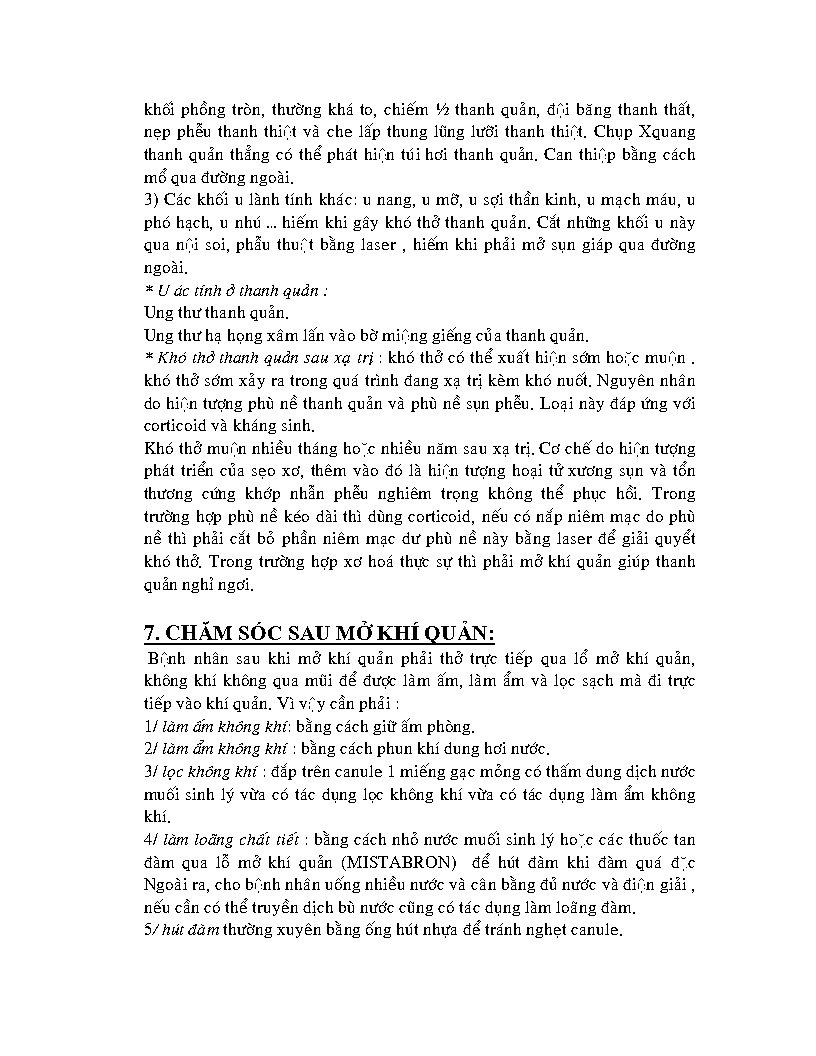 khối phồng tròn, thường khá to, chiếm ½ thanh quản, đội băng thanh thất,
nẹp phễu thanh thiệt và che lấp thung lũng lưỡi thanh thiệt. Chụp Xquang
thanh quản thẳng có thể phát hiện túi hơi thanh quản. Can thiệp bằng cách
mổ qua đường ngoài.
3) Các khối u lành tính khác: u nang, u mỡ, u sợi thần kinh, u mạch máu, u
phó hạch, u nhú ... hiếm khi gây khó thở thanh quản. Cắt những khối u này
qua nội soi, phẫu thuật bằng laser , hiếm khi phải mở sụn giáp qua đường
ngoài.
* U ác tính ở thanh quản :
Ung thư thanh quản.
Ung thư hạ họng xâm lấn vào bờ miệng giếng của thanh quản.
* Khó thở thanh quản sau xạ trị : khó thở có thể xuất hiện sớm hoặc muộn .
khó thở sớm xảy ra trong quá trình đang xạ trị kèm khó nuốt. Nguyên nhân
do hiện tượng phù nề thanh quản và phù nề sụn phễu. Loại này đáp ứng với
corticoid và kháng sinh.
Khó thở muộn nhiều tháng hoặc nhiều năm sau xạ trị. Cơ chế do hiện tượng
phát triển của sẹo xơ, thêm vào đó là hiện tượng hoại tử xương sụn và tổn
thương cứng khớp nhẫn phễu nghiêm trọng không thể phục hồi. Trong
trường hợp phù nề kéo dài thì dùng corticoid, nếu có nắp niêm mạc do phù
nề thì phải cắt bỏ phần niêm mạc dư phù nề này bằng laser để giải quyết
khó thở. Trong trường hợp xơ hoá thực sự thì phải mở khí quản giúp thanh
quản nghỉ ngơi.
7. CHĂM SÓC SAU MỞ KHÍ QUẢN:
Bệnh nhân sau khi mở khí quản phải thở trực tiếp qua lổ mở khí quản,
không khí không qua mũi để được làm ấm, làm ẩm và lọc sạch mà đi trực
tiếp vào khí quản. Vì vậy cần phải :
1/ làm ấm không khí: bằng cách giữ ấm phòng.
2/ làm ẩm không khí : bằng cách phun khí dung hơi nước.
3/ lọc không khí : đắp trên canule 1 miếng gạc mỏng có thấm dung dịch nước
muối sinh lý vừa có tác dụng lọc không khí vừa có tác dụng làm ẩm không
khí.
4/ làm loãng chất tiết : bằng cách nhỏ nước muối sinh lý hoặc các thuốc tan
đàm qua lỗ mở khí quản (MISTABRON) để hút đàm khi đàm quá đặc
Ngoài ra, cho bệnh nhân uống nhiều nước và cân bằng đủ nước và điện giải ,
nếu cần có thể truyền dịch bù nước cũng có tác dụng làm loãng đàm.
5/ hút đàm thường xuyên bằng ống hút nhựa để tránh nghẹt canule.